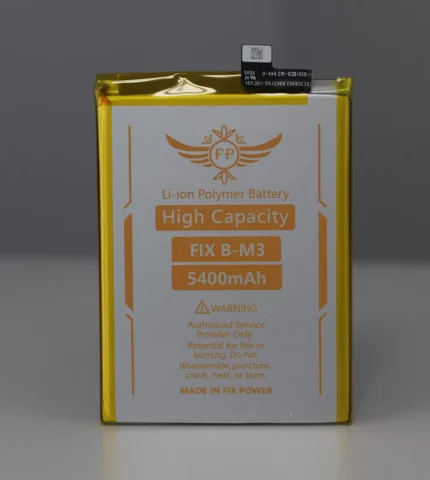 FP
Li-ion Polymer Battery
High Capacity
FIX B-M3
5400mAh
WARNING
Authorized Service
Provider Only
Potential for fire or
burning. Do not
disassemble, puncture,
crush, heat, or burn,
MADE IN FIX POWER